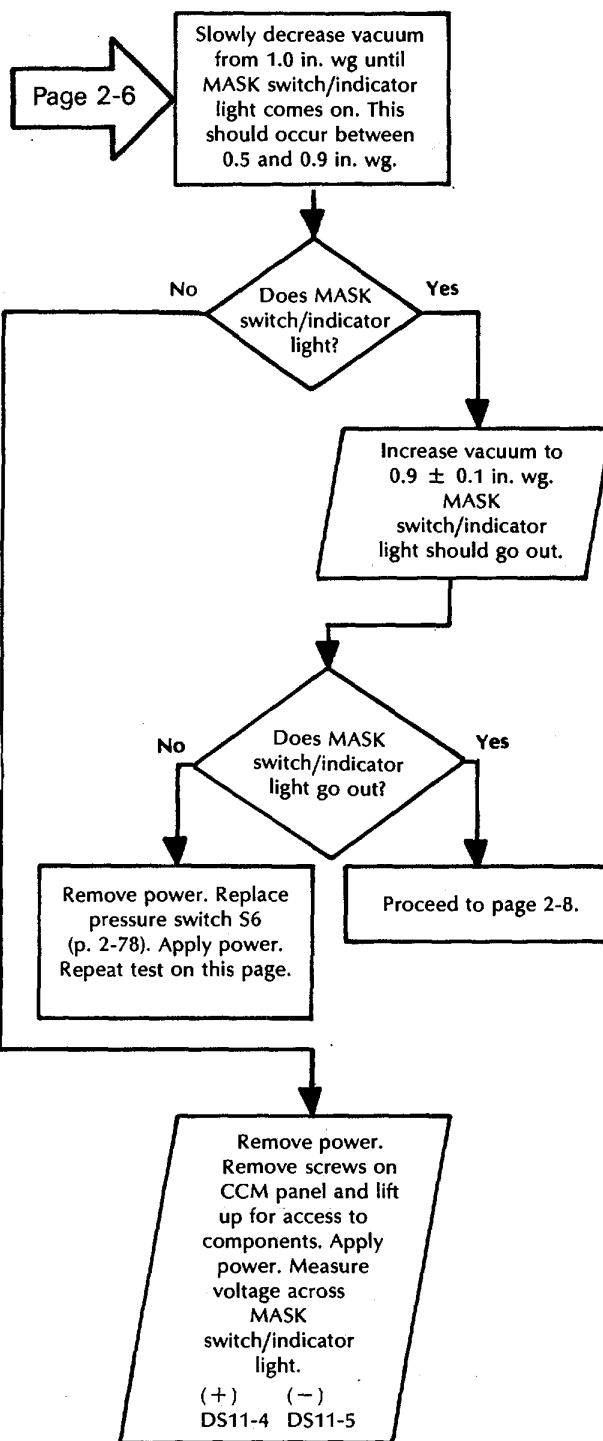 Page 2-6
Slowly decrease vacuum
from 1.0 in. wg until
MASK switch/indicator
light comes on. This
should occur between
0.5 and 0.9 in. wg.
No
Does MASK
switch/indicator
light?
Yes
Increase vacuum to
0.9 ± 0.1 in. wg.
MASK
switch/indicator
light should go out.
No
Does MASK
switch/indicator
light go out?
Yes
Remove power. Replace
pressure switch S6
(p. 2-78). Apply power.
Repeat test on this page.
Proceed to page 2-8.
Remove power.
Remove screws on
CCM panel and lift
up for access to
components. Apply
power. Measure
voltage across
MASK
switch/indicator
light.
(+) (−)
DS11-4 DS11-5